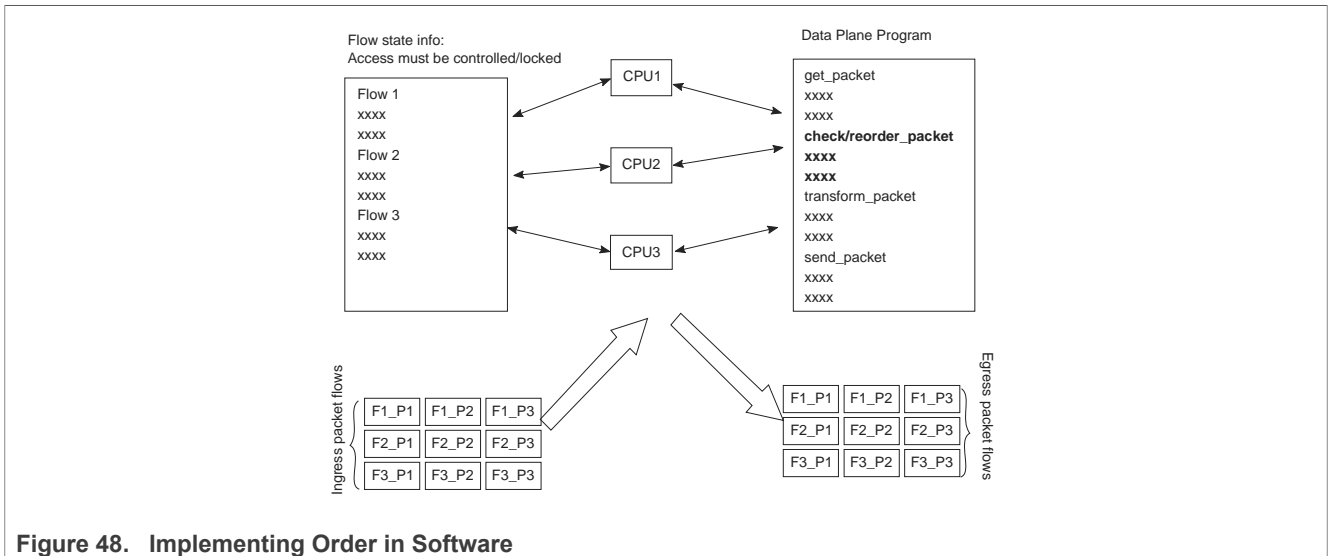 Flow state info:
Access must be controlled/locked
Flow 1
xxxx
xxxx
Flow 2
xxxx
xxxx
Flow 3
xxxx
xxxx
CPU1
CPU2
CPU3
Data Plane Program
get_packet
xxxx
xxxx
check/reorder_packet
xxxx
xxxx
transform_packet
xxxx
xxxx
send_packet
xxxx
xxxx
Ingress packet flows
F1_P1 F1_P2 F1_P3
F2_P1 F2_P2 F2_P3
F3_P1 F3_P2 F3_P3
F1_P1 F1_P2 F1_P3
F2_P1 F2_P2 F2_P3
F3_P1 F3_P2 F3_P3
Egress packet flows
Figure 48. Implementing Order in Software